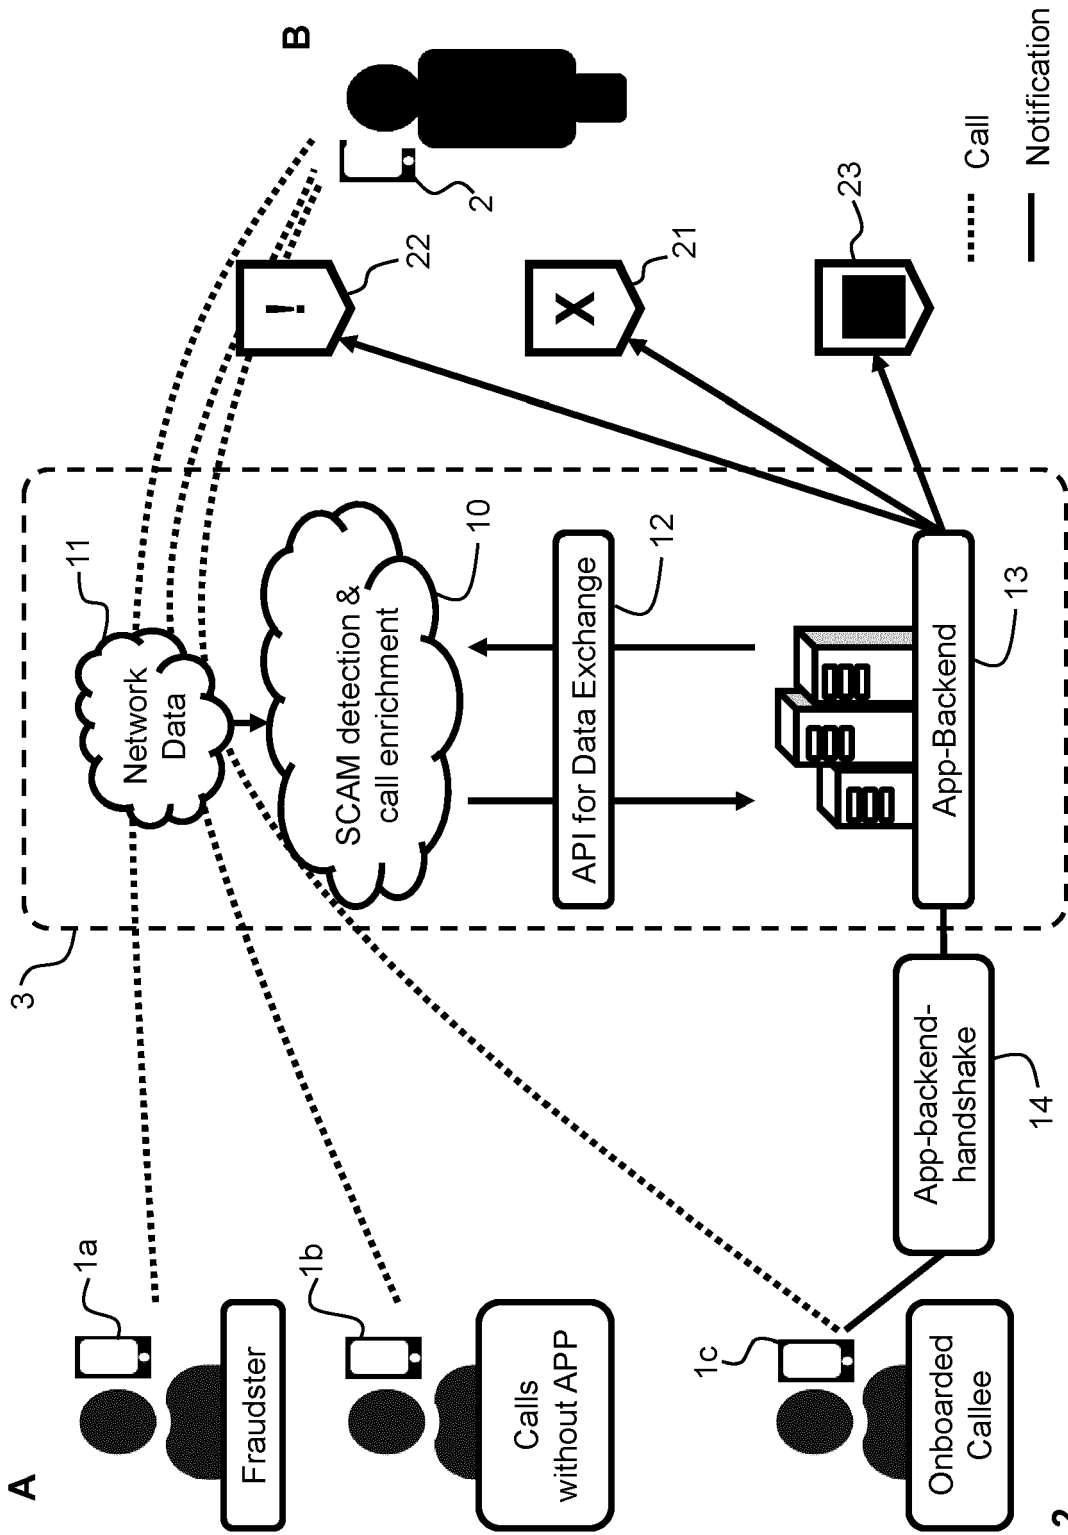 A
B
Fraudster
1a
Calls
without APP
1b
Onboarded
Callee
1c
App-backend-
handshake
14
3
Network
Data
11
SCAM detection &
call enrichment
10
API for Data Exchange
12
App-Backend
13
!
22
X
21
23
2
Call
Notification
2